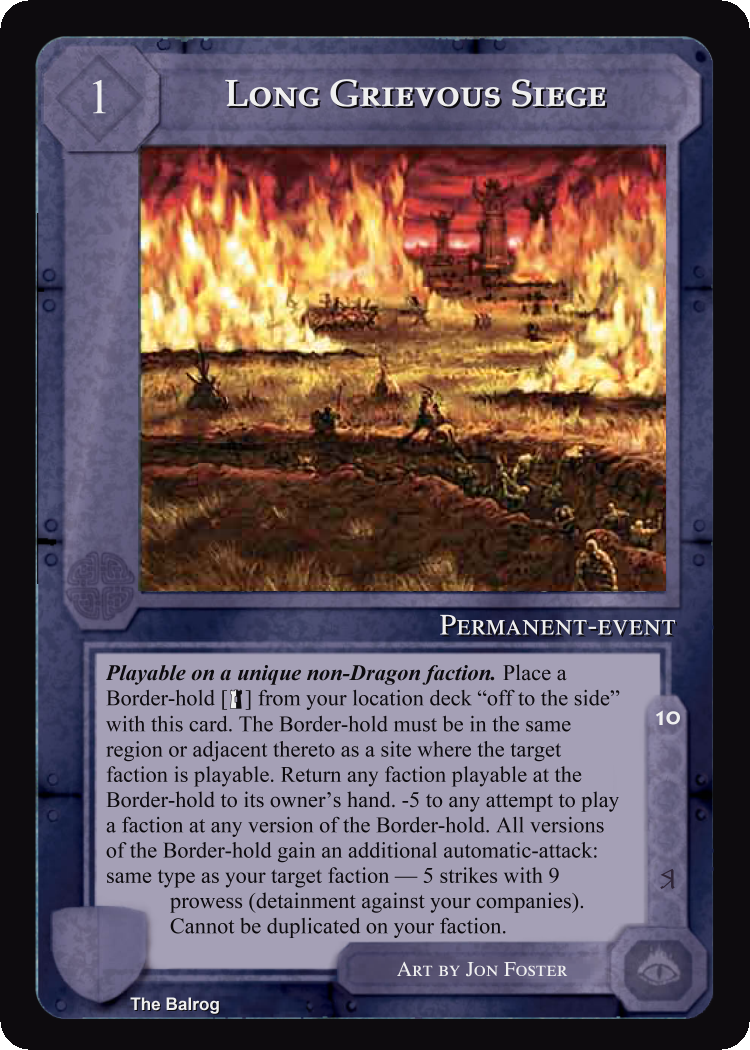 1
Long Grievous Siege
Permanent-event
Playable on a unique non-Dragon faction. Place a
Border-hold [ ] from your location deck “off to the side”
with this card. The Border-hold must be in the same
region or adjacent thereto as a site where the target
faction is playable. Return any faction playable at the
Border-hold to its owner’s hand. -5 to any attempt to play
a faction at any version of the Border-hold. All versions
of the Border-hold gain an additional automatic-attack:
same type as your target faction — 5 strikes with 9
prowess (detainment against your companies).
Cannot be duplicated on your faction.
10
Art by Jon Foster
The Balrog